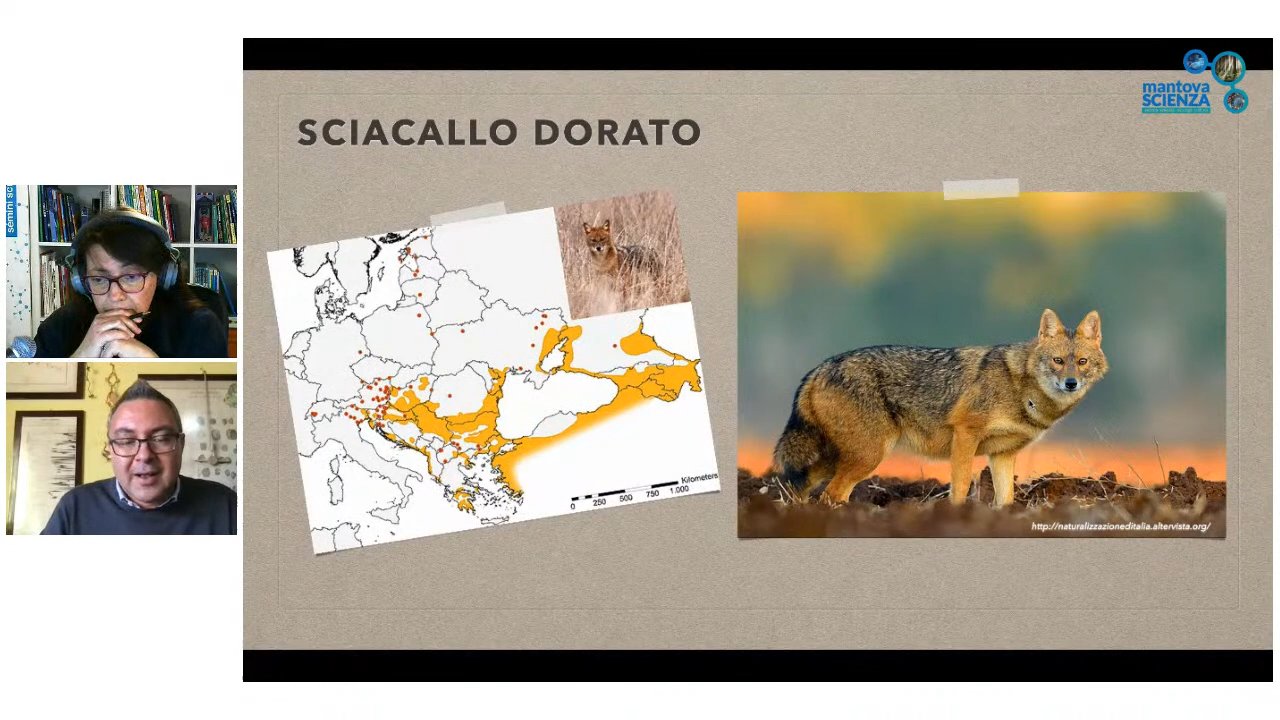 mantova
SCIENZA
SCIACALLO DORATO
Kilometers
0 250 500 750 1.000
http://naturalizzazioneditalia.altervista.org/